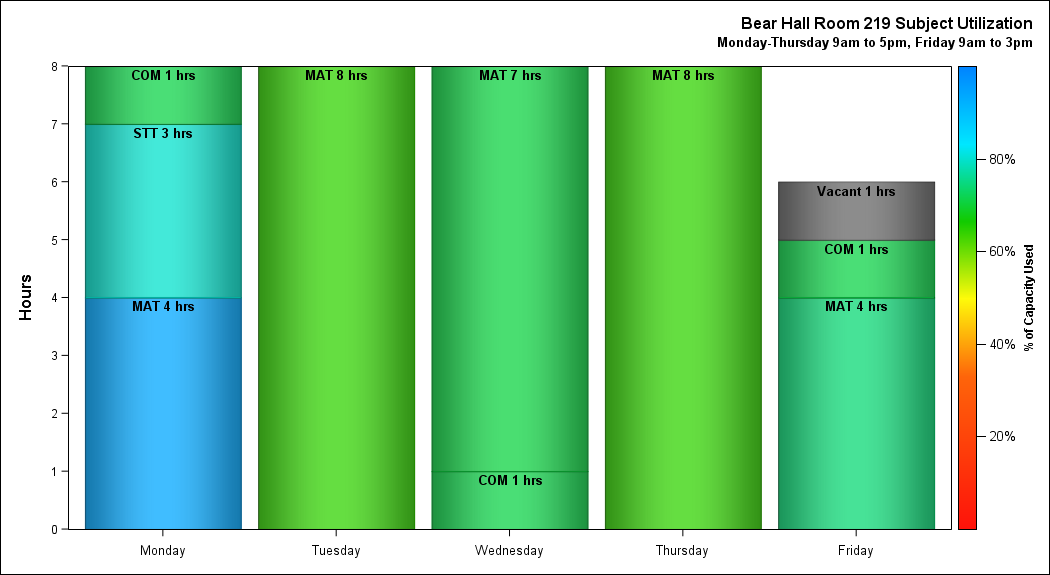 Bear Hall Room 219 Subject Utilization
Monday-Thursday 9am to 5pm, Friday 9am to 3pm
Hours
8
7
6
5
4
3
2
1
0
COM 1 hrs
STT 3 hrs
MAT 4 hrs
MAT 8 hrs
MAT 7 hrs
COM 1 hrs
MAT 8 hrs
Vacant 1 hrs
COM 1 hrs
MAT 4 hrs
Monday
Tuesday
Wednesday
Thursday
Friday
80%
60%
40%
20%
% of Capacity Used